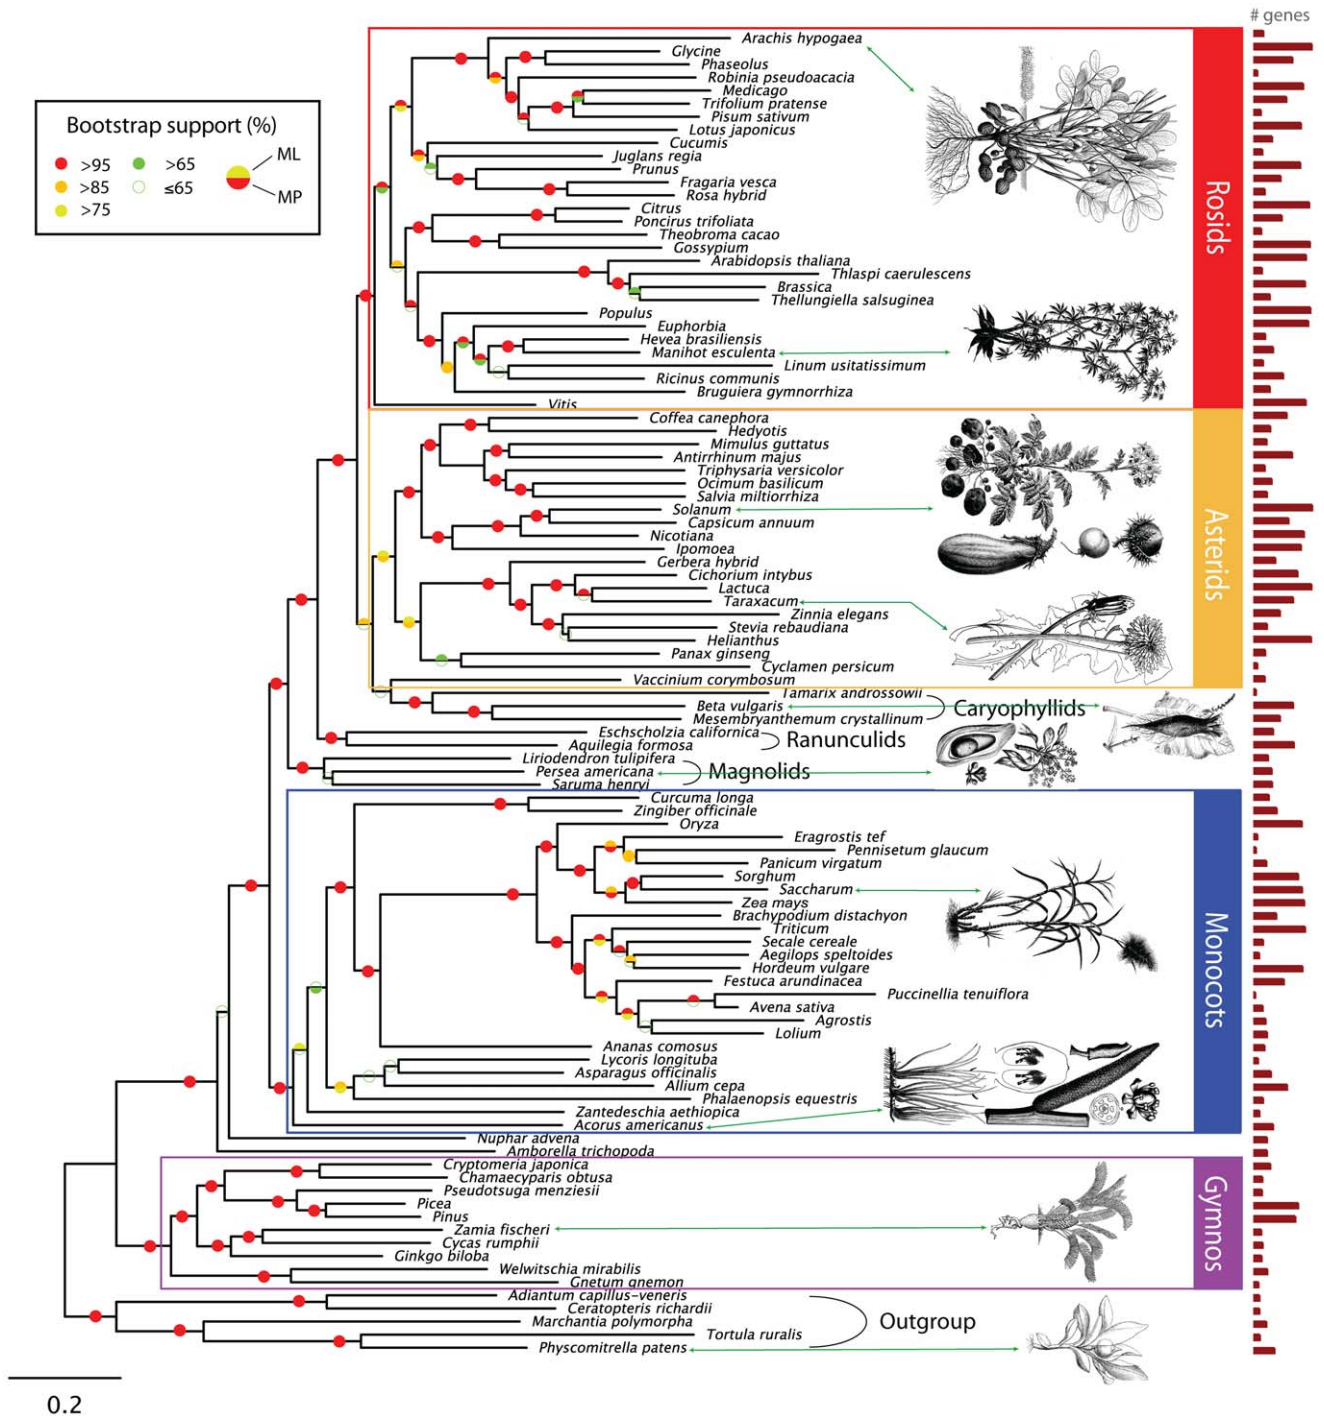 # genes
Bootstrap support (%)
>95
>65
ML
>85
≤65
MP
>75
Arachis hypogaea
Glycine
Phaseolus
Robinia pseudoacacia
Medicago
Trifolium pratense
Pisum sativum
Lotus japonicus
Cucumis
Juglans regia
Prunus
Fragaria vesca
Rosa hybrid
Citrus
Poncirus trifoliata
Theobroma cacao
Gossypium
Arabidopsis thaliana
Thlaspi caerulescens
Brassica
Thellungiella salsuginea
Populus
Euphorbia
Hevea brasiliensis
Manihot esculenta
Linum usitatissimum
Ricinus communis
Bruguiera gymnorrhiza
Vitis
Rosids
Coffea canephora
Hedyotis
Mimulus guttatus
Antirrhinum majus
Triphysaria versicolor
Ocimum basilicum
Salvia miltiorrhiza
Solanum
Capsicum annuum
Nicotiana
Ipomoea
Gerbera hybrid
Cichorium intybus
Lactuca
Taraxacum
Zinnia elegans
Stevia rebaudiana
Helianthus
Panax ginseng
Cyclamen persicum
Vaccinium corymbosum
Asterids
Tamarix androssowii
Beta vulgaris
Mesembryanthemum crystallinum
Caryophyllids
Eschscholzia californica
Aquilegia formosa
Ranunculids
Liriodendron tulipifera
Persea americana
Saruma henryi
Magnolids
Curcuma longa
Zingiber officinale
Oryza
Eragrostis tef
Pennisetum glaucum
Panicum virgatum
Sorghum
Saccharum
Zea mays
Brachypodium distachyon
Triticum
Secale cereale
Aegilops speltoides
Hordeum vulgare
Festuca arundinacea
Puccinellia tenuiflora
Avena sativa
Agrostis
Lolium
Ananas comosus
Lycoris longituba
Asparagus officinalis
Allium cepa
Phalaenopsis equestris
Zantedeschia aethiopica
Acorus americanus
Monocots
Nuphar advena
Amborella trichopoda
Cryptomeria japonica
Chamaecyparis obtusa
Pseudotsuga menziesii
Picea
Pinus
Zamia fischeri
Cycas rumphii
Ginkgo biloba
Welwitschia mirabilis
Gnetum gnemon
Gymnos
Adiantum capillus-veneris
Ceratopteris richardii
Marchantia polymorpha
Tortula ruralis
Physcomitrella patens
Outgroup
0.2